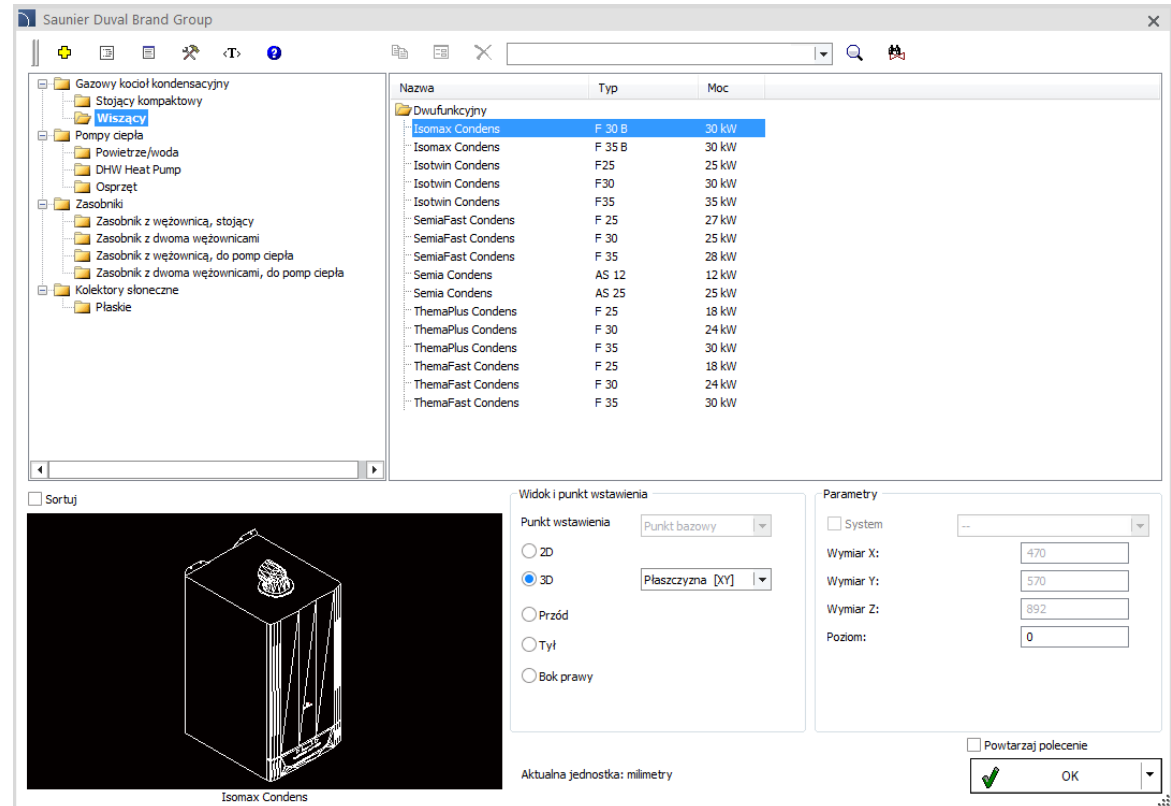 Saunier Duval Brand Group
‹T›
Gazowy kocioł kondensacyjny
Stojący kompaktowy
Wiszący
Pompy ciepła
Powietrze/woda
DHW Heat Pump
Osprzęt
Zasobniki
Zasobnik z wężownicą, stojący
Zasobnik z dwoma wężownicami
Zasobnik z wężownicą, do pomp ciepła
Zasobnik z dwoma wężownicami, do pomp ciepła
Kolektory słoneczne
Płaskie
Nazwa Typ Moc
Dwufunkcyjny
Isomax Condens F 30 B 30 kW
Isomax Condens F 35 B 30 kW
Isotwin Condens F25 25 kW
Isotwin Condens F30 30 kW
Isotwin Condens F35 35 kW
SemiaFast Condens F 25 27 kW
SemiaFast Condens F 30 25 kW
SemiaFast Condens F 35 28 kW
Semia Condens AS 12 12 kW
Semia Condens AS 25 25 kW
ThemaPlus Condens F 25 18 kW
ThemaPlus Condens F 30 24 kW
ThemaPlus Condens F 35 30 kW
ThemaFast Condens F 25 18 kW
ThemaFast Condens F 30 24 kW
ThemaFast Condens F 35 30 kW
Sortuj
Isomax Condens
Widok i punkt wstawienia
Punkt wstawienia Punkt bazowy
2D
3D Płaszczyzna [XY]
Przód
Tył
Bok prawy
Aktualna jednostka: milimetry
Parametry
System --
Wymiar X: 470
Wymiar Y: 570
Wymiar Z: 892
Poziom: 0
Powtarzaj polecenie
OK